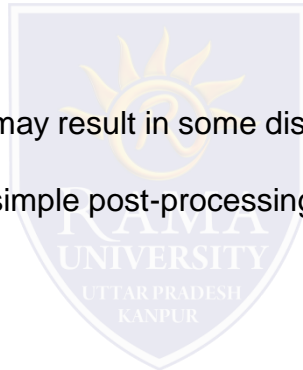 may result in some dis
simple post-processing
RAMA
UNIVERSITY
UTTAR PRADESH
KANPUR